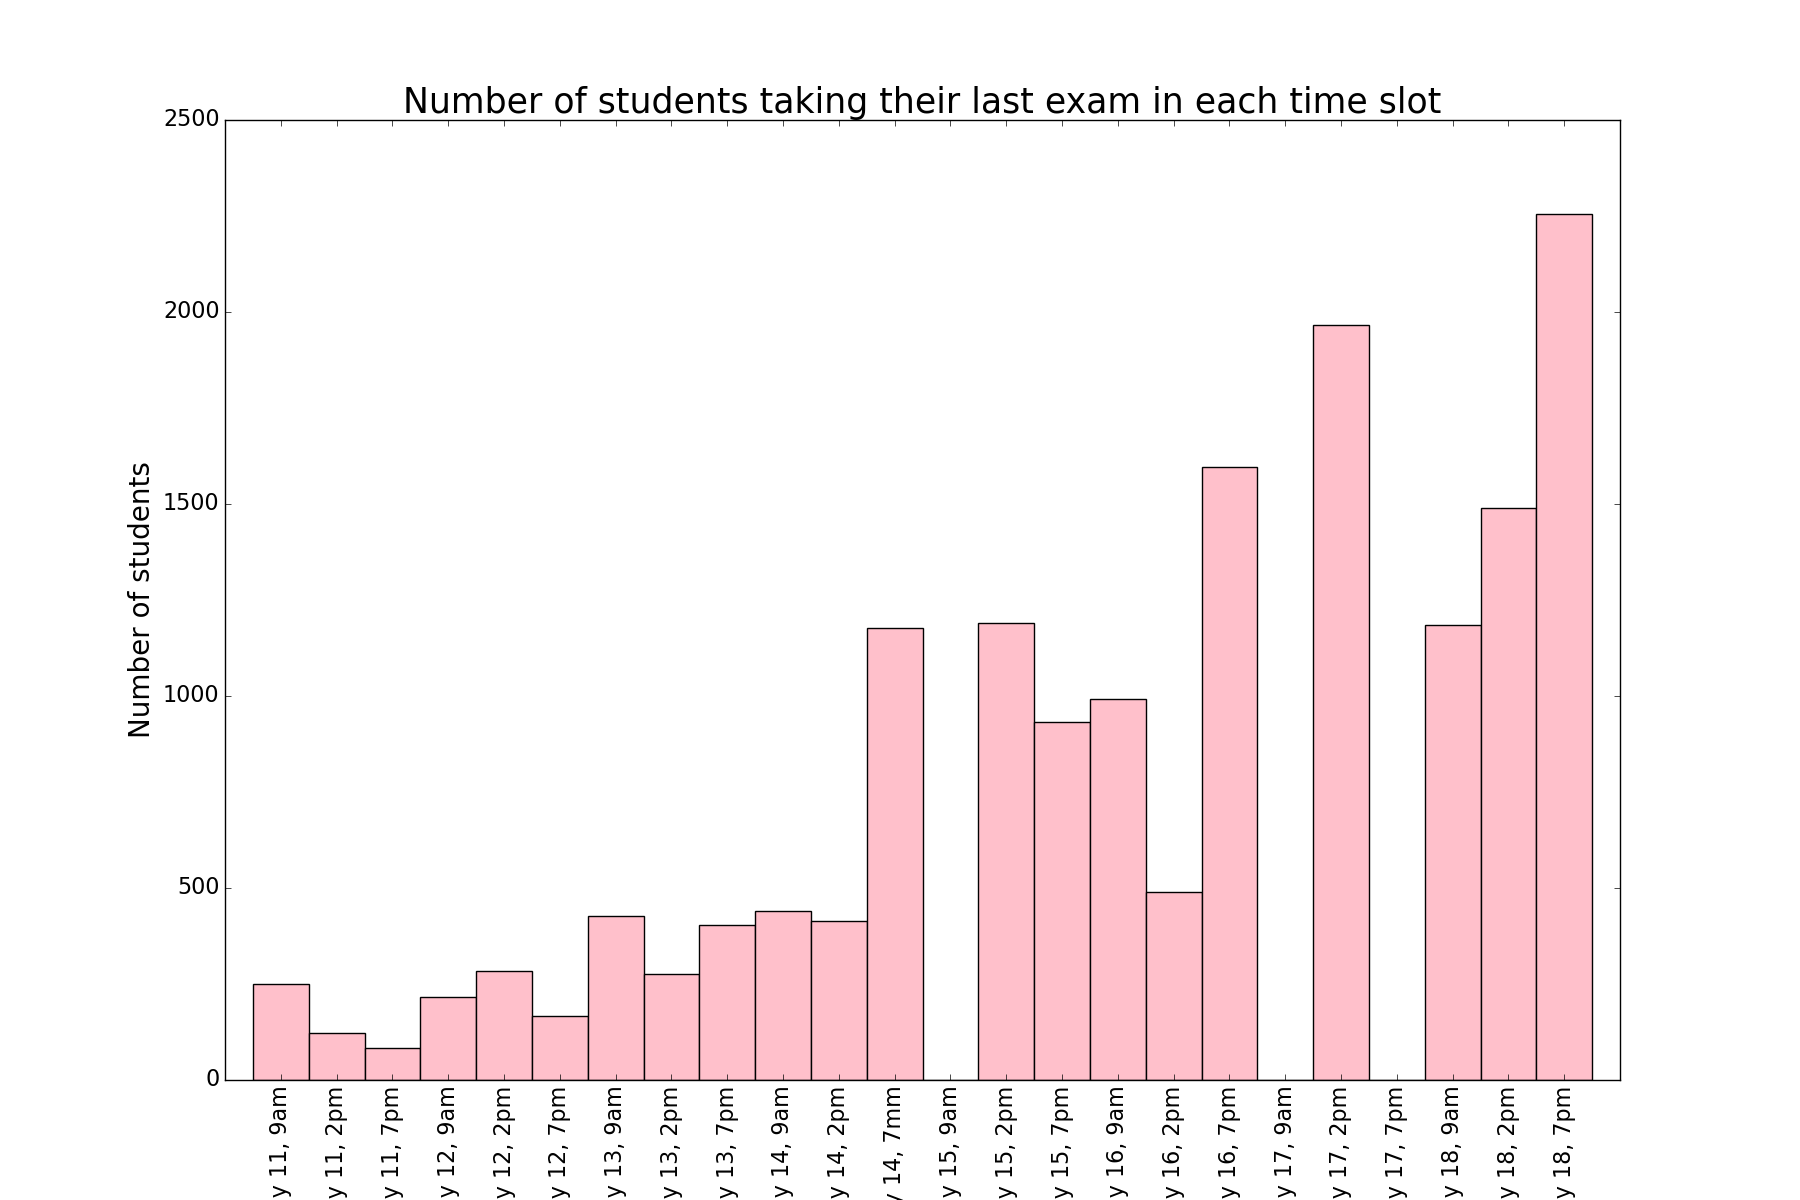 Number of students taking their last exam in each time slot
Number of students
2500
2000
1500
1000
500
0
y 11, 9am
y 11, 2pm
y 11, 7pm
y 12, 9am
y 12, 2pm
y 12, 7pm
y 13, 9am
y 13, 2pm
y 13, 7pm
y 14, 9am
y 14, 2pm
y 14, 7mm
y 15, 9am
y 15, 2pm
y 15, 7pm
y 16, 9am
y 16, 2pm
y 16, 7pm
y 17, 9am
y 17, 2pm
y 17, 7pm
y 18, 9am
y 18, 2pm
y 18, 7pm